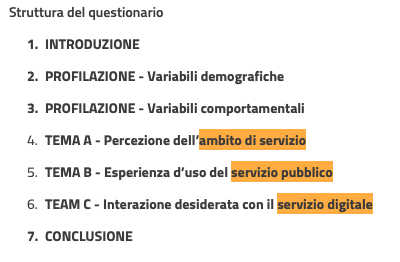 Struttura del questionario
1. INTRODUZIONE
2. PROFILAZIONE - Variabili demografiche
3. PROFILAZIONE - Variabili comportamentali
4. TEMA A - Percezione dell'ambito di servizio
5. TEMA B - Esperienza d'uso del servizio pubblico
6. TEAM C - Interazione desiderata con il servizio digitale
7. CONCLUSIONE